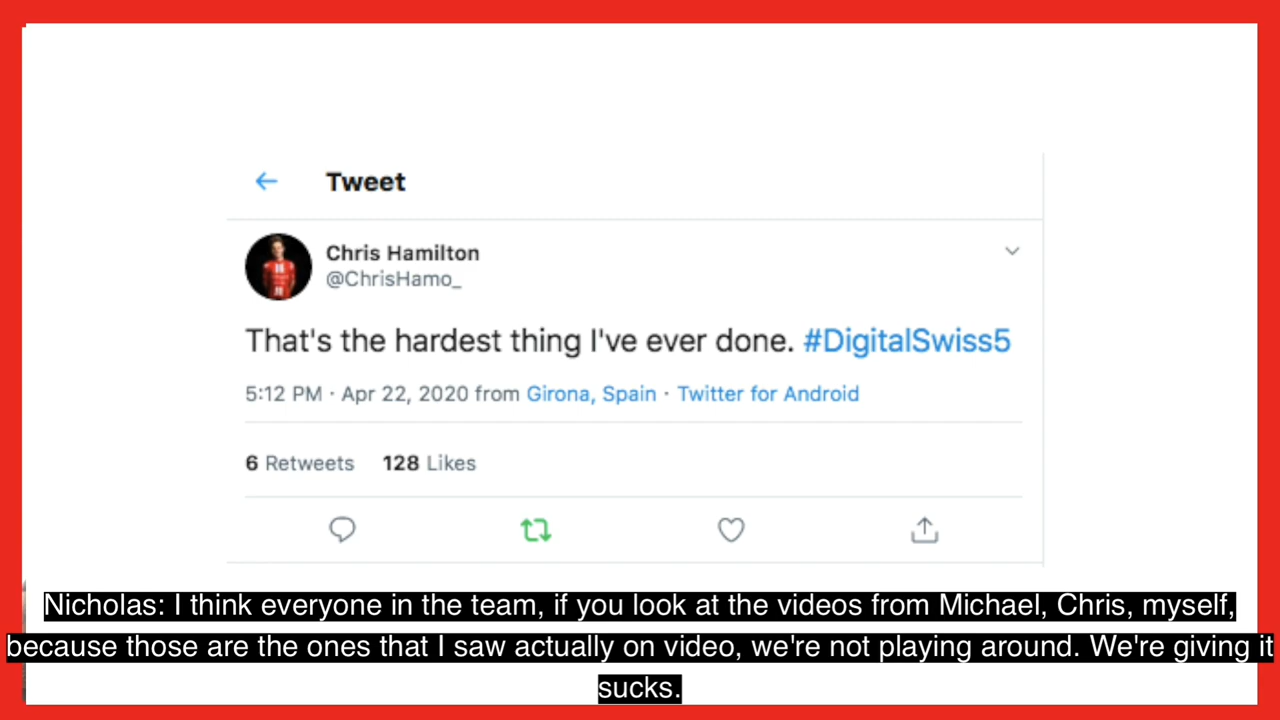 Tweet
Chris Hamilton
@ChrisHamo_
That's the hardest thing I've ever done. #DigitalSwiss5
5:12 PM · Apr 22, 2020 from Girona, Spain · Twitter for Android
6 Retweets 128 Likes
Nicholas: I think everyone in the team, if you look at the videos from Michael, Chris, myself,
because those are the ones that I saw actually on video, we're not playing around. We're giving it
sucks.